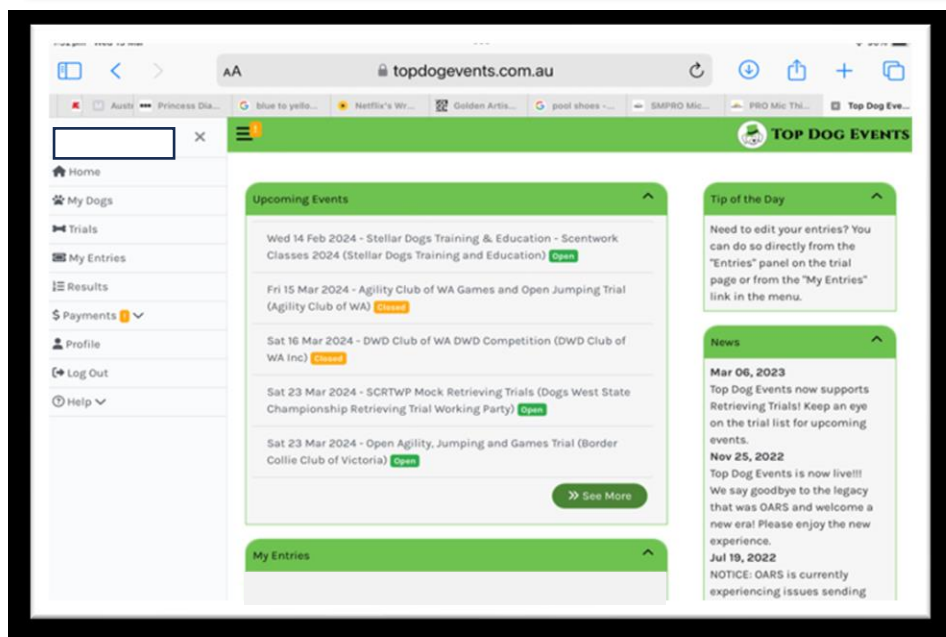 AA topdogevents.com.au
Princess Dia...
blue to yello...
Netflix's Wr...
Golden Artis...
pool shoes -...
SMPRO Mic...
PRO Mic Thi...
Top Dog Eve...
Home
My Dogs
Trials
My Entries
Results
$ Payments !
Profile
Log Out
Help
TOP DOG EVENTS
Upcoming Events
Wed 14 Feb 2024 - Stellar Dogs Training & Education - Scentwork
Classes 2024 (Stellar Dogs Training and Education) Open
Fri 15 Mar 2024 - Agility Club of WA Games and Open Jumping Trial
(Agility Club of WA) Closed
Sat 16 Mar 2024 - DWD Club of WA DWD Competition (DWD Club of
WA Inc) Closed
Sat 23 Mar 2024 - SCRTWP Mock Retrieving Trials (Dogs West State
Championship Retrieving Trial Working Party) Open
Sat 23 Mar 2024 - Open Agility, Jumping and Games Trial (Border
Collie Club of Victoria) Open
See More
My Entries
Tip of the Day
Need to edit your entries? You
can do so directly from the
"Entries" panel on the trial
page or from the "My Entries"
link in the menu.
News
Mar 06, 2023
Top Dog Events now supports
Retrieving Trials! Keep an eye
on the trial list for upcoming
events.
Nov 25, 2022
Top Dog Events is now live!!!
We say goodbye to the legacy
that was OARS and welcome a
new era! Please enjoy the new
experience.
Jul 19, 2022
NOTICE: OARS is currently
experiencing issues sending